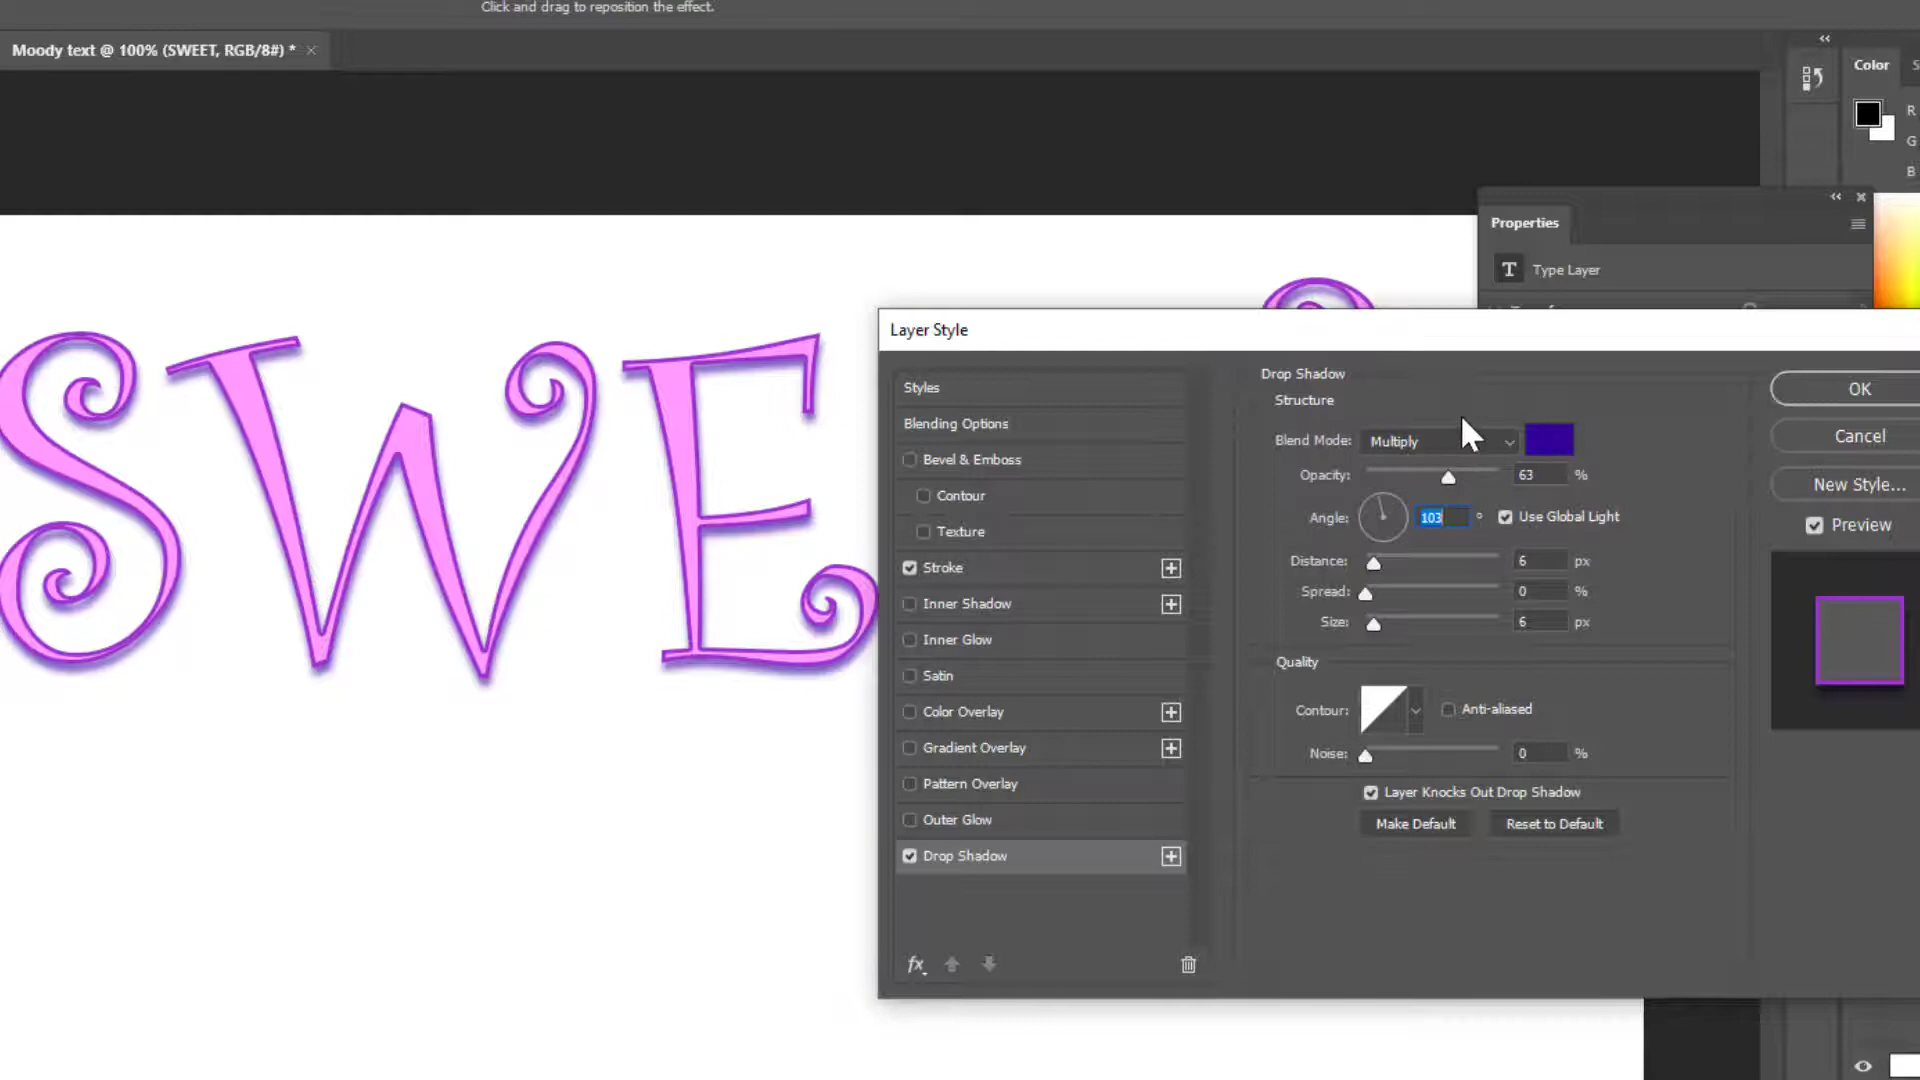 Click and drag to reposition the effect.
Moody text @ 100% (SWEET, RGB/8#) * ×
Color S
R
G
B
Properties
T Type Layer
SWE
Layer Style
Styles
Blending Options
Bevel & Emboss
Contour
Texture
Stroke
Inner Shadow
Inner Glow
Satin
Color Overlay
Gradient Overlay
Pattern Overlay
Outer Glow
Drop Shadow
fx
Drop Shadow
Structure
Blend Mode: Multiply
Opacity: 63 %
Angle: 103 ° Use Global Light
Distance: 6 px
Spread: 0 %
Size: 6 px
Quality
Contour: Anti-aliased
Noise: 0 %
Layer Knocks Out Drop Shadow
Make Default Reset to Default
OK
Cancel
New Style...
Preview